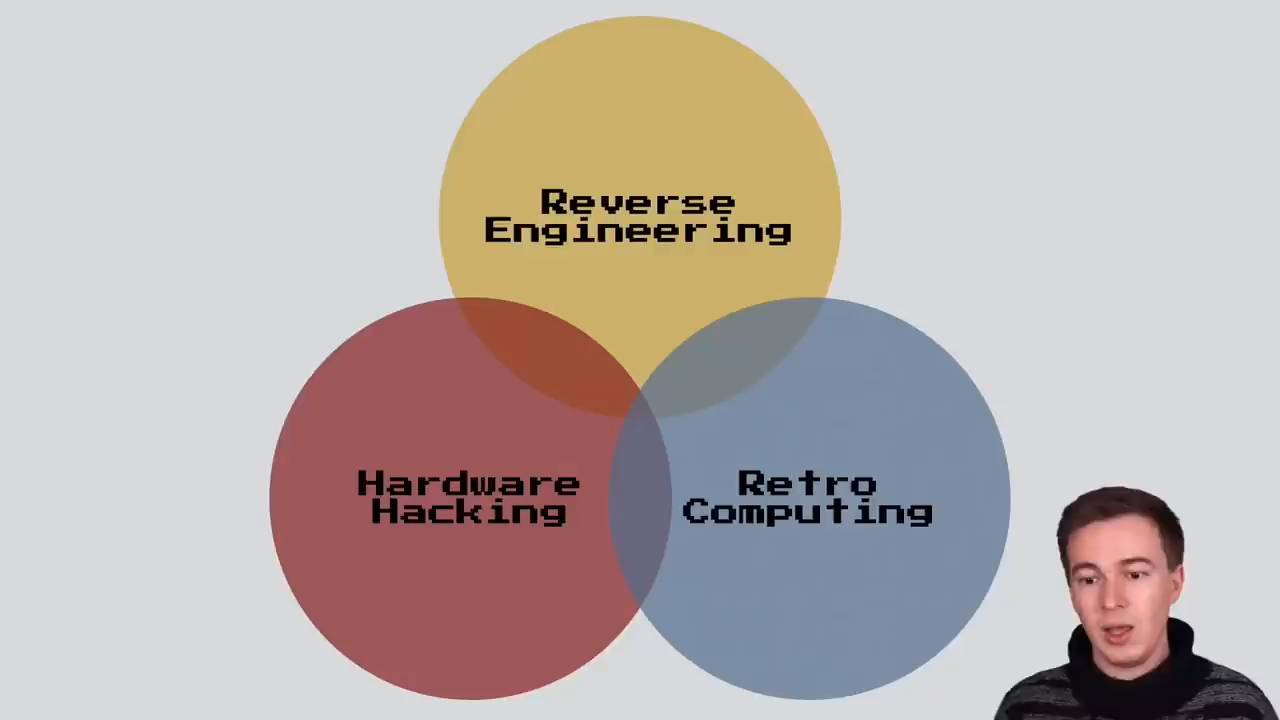 Reverse
Engineering
Hardware
Hacking
Retro
Computing